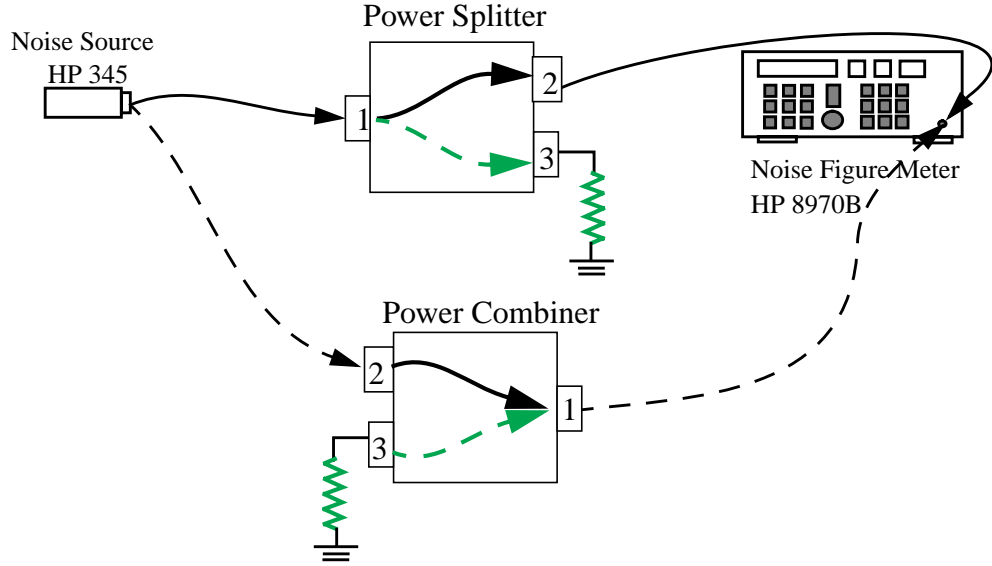 Power Splitter
Noise Source
HP 345
1
2
3
Noise Figure Meter
HP 8970B
Power Combiner
2
3
1